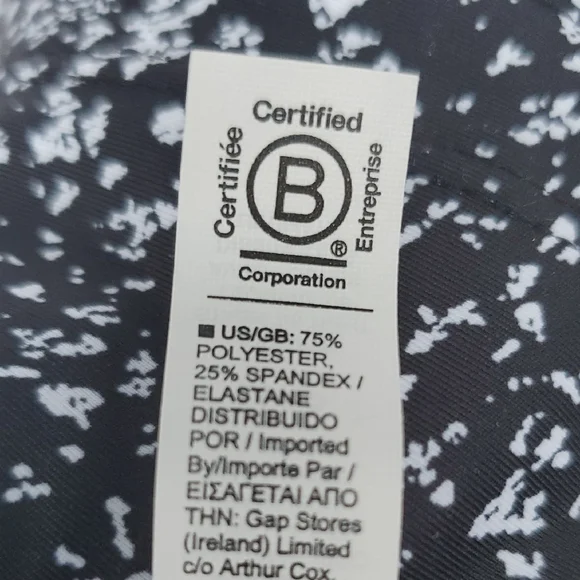 Certified
Certifiée
B
Entreprise
®
Corporation
US/GB: 75%
POLYESTER,
25% SPANDEX /
ELASTANE
DISTRIBUIDO
POR / Imported
By/Importe Par /
ΕΙΣΑΓΕΤΑΙ ΑΠΟ
THN: Gap Stores
(Ireland) Limited
c/o Arthur Cox,